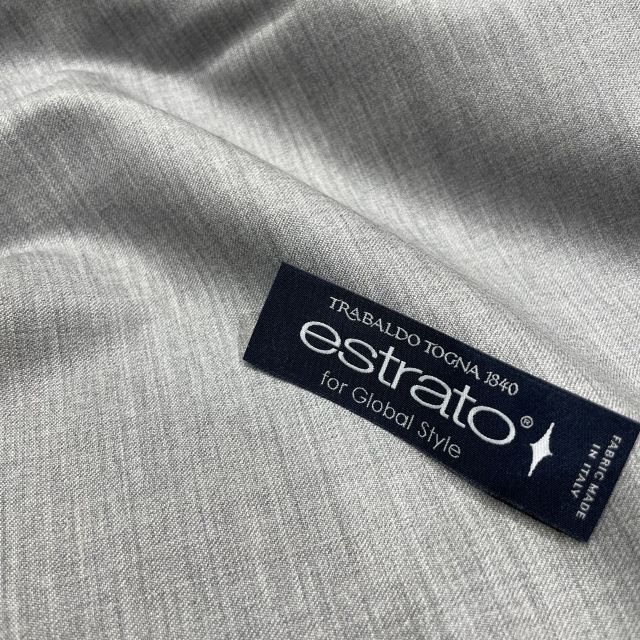 TRABALDO TOGNA 1840
estrato®
for Global Style
FABRIC MADE
IN ITALY